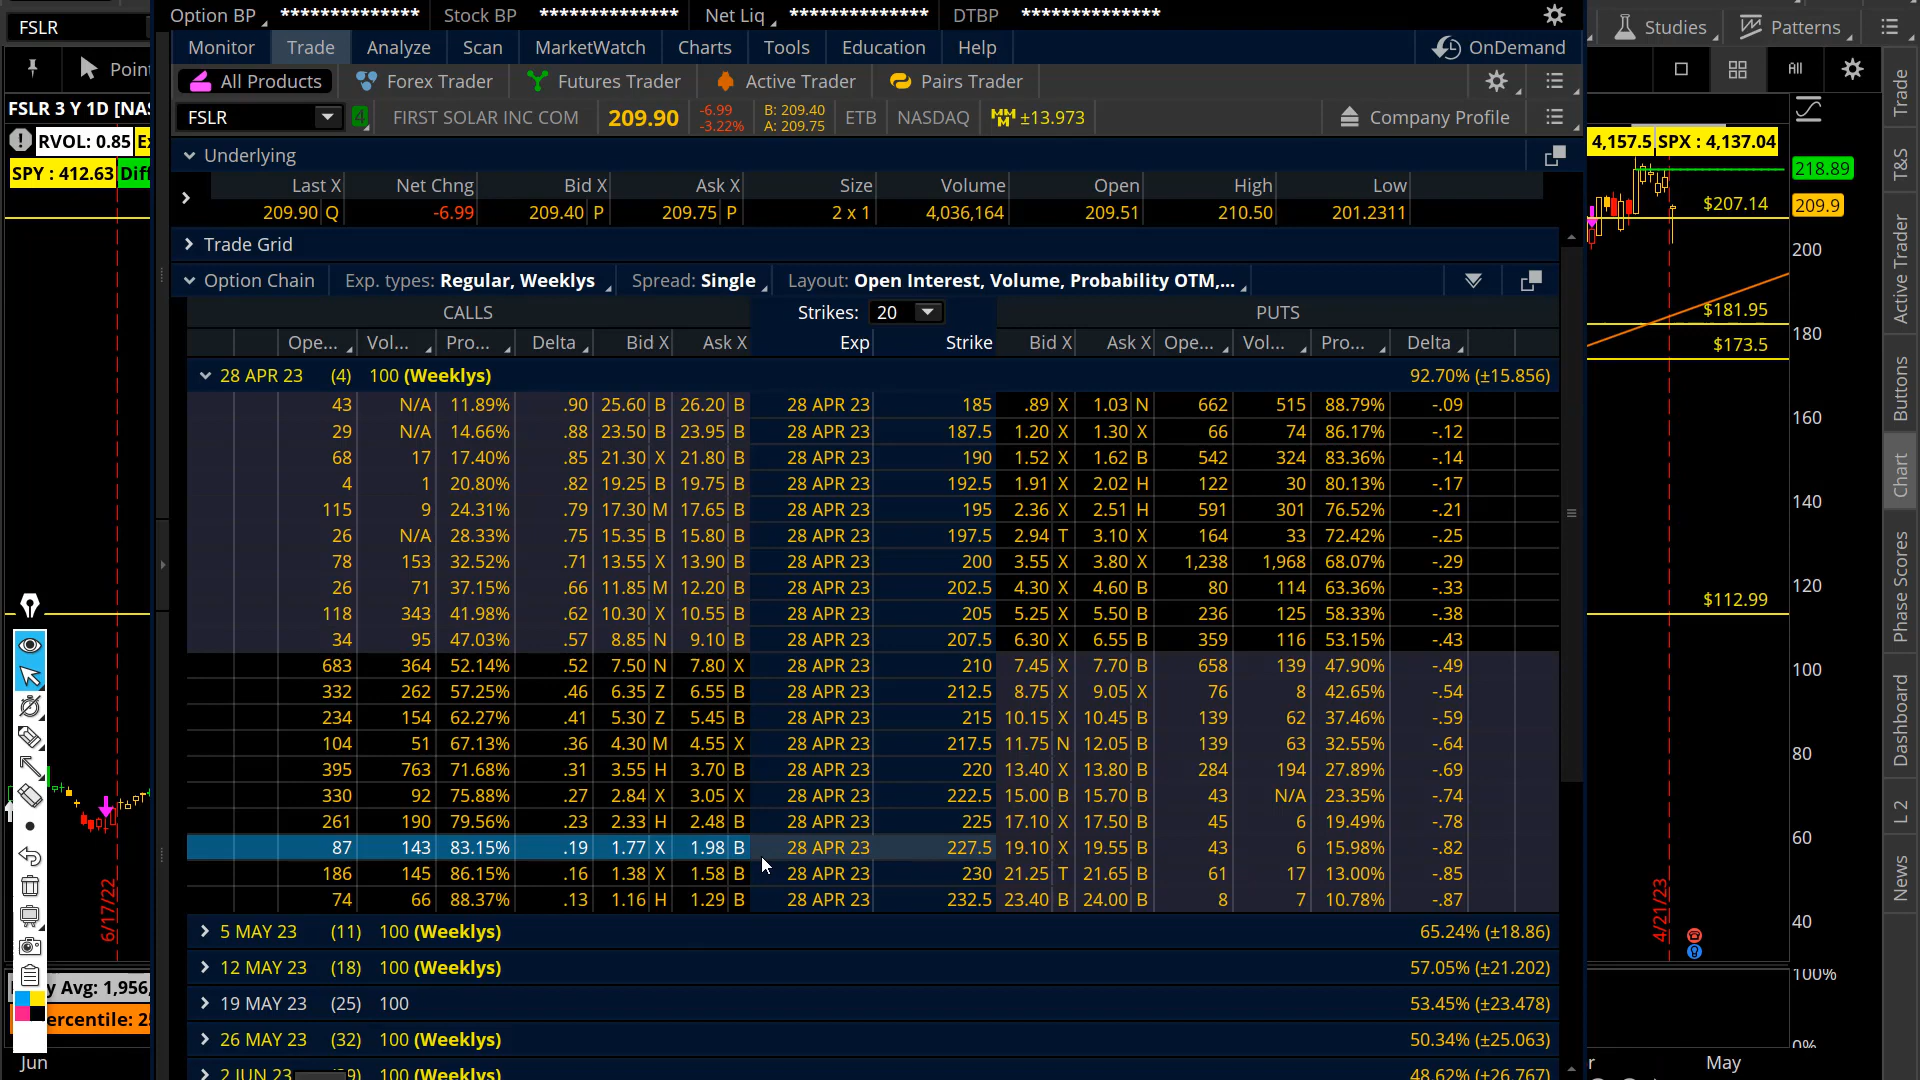 FSLR
Option BP
**************
Stock BP
**************
Net Liq
**************
DTBP
**************
Studies
Patterns
Monitor Trade Analyze Scan MarketWatch Charts Tools Education Help
OnDemand
All Products Forex Trader Futures Trader Active Trader Pairs Trader
All
FSLR 3 Y 1D [NAS
FSLR
4
FIRST SOLAR INC COM
209.90
-6.99
-3.22%
B: 209.40
A: 209.75
ETB
NASDAQ
±13.973
Company Profile
RVOL: 0.85
SPY : 412.63
4,157.5
SPX : 4,137.04
Underlying
Last X Net Chng Bid X Ask X Size Volume Open High Low
209.90 Q -6.99 209.40 P 209.75 P 2 x 1 4,036,164 209.51 210.50 201.2311
Trade Grid
Option Chain Exp. types: Regular, Weeklys Spread: Single Layout: Open Interest, Volume, Probability OTM,...
CALLS Strikes: 20 PUTS
Ope... Vol... Pro... Delta Bid X Ask X Exp Strike Bid X Ask X Ope... Vol... Pro... Delta
28 APR 23 (4) 100 (Weeklys) 92.70% (±15.856)
43 N/A 11.89% .90 25.60 B 26.20 B 28 APR 23 185 .89 X 1.03 N 662 515 88.79% -.09
29 N/A 14.66% .88 23.50 B 23.95 B 28 APR 23 187.5 1.20 X 1.30 X 66 74 86.17% -.12
68 17 17.40% .85 21.30 X 21.80 B 28 APR 23 190 1.52 X 1.62 B 542 324 83.36% -.14
4 1 20.80% .82 19.25 B 19.75 B 28 APR 23 192.5 1.91 X 2.02 H 122 30 80.13% -.17
115 9 24.31% .79 17.30 M 17.65 B 28 APR 23 195 2.36 X 2.51 H 591 301 76.52% -.21
26 N/A 28.33% .75 15.35 B 15.80 B 28 APR 23 197.5 2.94 T 3.10 X 164 33 72.42% -.25
78 153 32.52% .71 13.55 X 13.90 B 28 APR 23 200 3.55 X 3.80 X 1,238 1,968 68.07% -.29
26 71 37.15% .66 11.85 M 12.20 B 28 APR 23 202.5 4.30 X 4.60 B 80 114 63.36% -.33
118 343 41.98% .62 10.30 X 10.55 B 28 APR 23 205 5.25 X 5.50 B 236 125 58.33% -.38
34 95 47.03% .57 8.85 N 9.10 B 28 APR 23 207.5 6.30 X 6.55 B 359 116 53.15% -.43
683 364 52.14% .52 7.50 N 7.80 X 28 APR 23 210 7.45 X 7.70 B 658 139 47.90% -.49
332 262 57.25% .46 6.35 Z 6.55 B 28 APR 23 212.5 8.75 X 9.05 X 76 8 42.65% -.54
234 154 62.27% .41 5.30 Z 5.45 B 28 APR 23 215 10.15 X 10.45 B 139 62 37.46% -.59
104 51 67.13% .36 4.30 M 4.55 X 28 APR 23 217.5 11.75 N 12.05 B 139 63 32.55% -.64
395 763 71.68% .31 3.55 H 3.70 B 28 APR 23 220 13.40 X 13.80 B 284 194 27.89% -.69
330 92 75.88% .27 2.84 X 3.05 X 28 APR 23 222.5 15.00 B 15.70 B 43 N/A 23.35% -.74
261 190 79.56% .23 2.33 H 2.48 B 28 APR 23 225 17.10 X 17.50 B 45 6 19.49% -.78
87 143 83.15% .19 1.77 X 1.98 B 28 APR 23 227.5 19.10 X 19.55 B 43 6 15.98% -.82
186 145 86.15% .16 1.38 X 1.58 B 28 APR 23 230 21.25 T 21.65 B 61 17 13.00% -.85
74 66 88.37% .13 1.16 H 1.29 B 28 APR 23 232.5 23.40 B 24.00 B 8 7 10.78% -.87
5 MAY 23 (11) 100 (Weeklys) 65.24% (±18.86)
12 MAY 23 (18) 100 (Weeklys) 57.05% (±21.202)
19 MAY 23 (25) 100 53.45% (±23.478)
26 MAY 23 (32) 100 (Weeklys) 50.34% (±25.063)
2 JUN 23 100 (Weeklys) 48.62% (±26.767)
6/17/22
y Avg: 1,956,
ercentile: 2
Jun
218.89
$207.14
209.9
200
$181.95
180
$173.5
160
140
120
$112.99
100
80
60
40
4/21/23
100%
0%
May
Trade
T&S
Active Trader
Buttons
Chart
Phase Scores
Dashboard
L 2
News